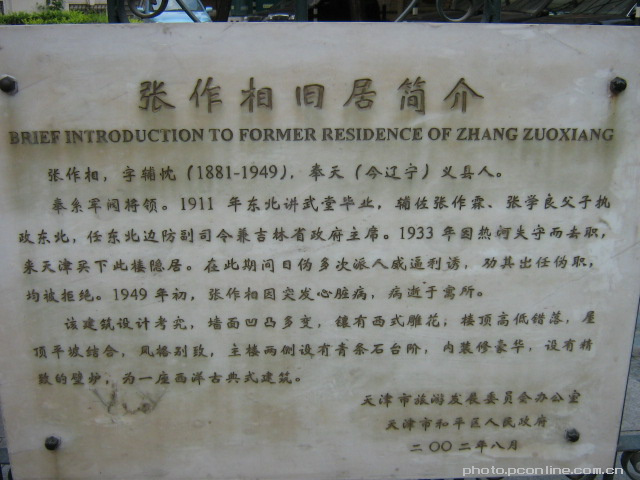 张作相旧居简介
BRIEF INTRODUCTION TO FORMER RESIDENCE OF ZHANG ZUOXIANG
张作相，字辅忱（1881-1949），奉天（今辽宁）义县人。
奉系军阀将领。1911 年东北讲武堂毕业，辅佐张作霖、张学良父子执
政东北，任东北边防副司令兼吉林省政府主席。1933 年因热河失守而去职，
来天津买下此楼隐居。在此期间日伪多次派人威逼利诱，劝其出任伪职，
均被拒绝。1949 年初，张作相因突发心脏病，病逝于寓所。
该建筑设计考究，墙面凹凸多变，镶有西式雕花，楼顶高低错落，屋
顶平坡结合，风格别致，主楼两侧设有青条石台阶，内装修豪华，设有精
致的壁炉，为一座西洋古典式建筑。
天津市旅游发展委员会办公室
天津市和平区人民政府
二〇〇二年八月
photo.pconline.com.cn